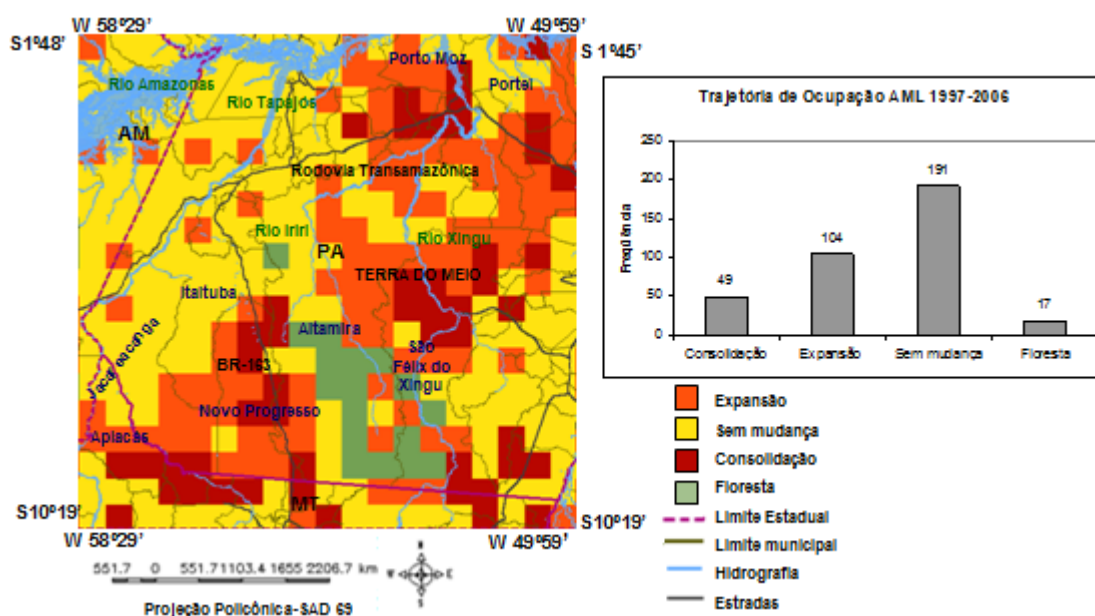 W 58º29' W 49º59'
S1º48' S 1º45'
Porto Moz
Rio Amazonas
Portel
Rio Tapajós
AM
Rodovia Transamazônica
Rio Iriri
Rio Xingu
PA
TERRA DO MEIO
Itaituba
Altamira
Jacareacanga
BR-163
São
Félix do
Xingu
Novo Progresso
Apiacás
MT
S10º19' S10º19'
W 58º29' W 49º59'
551.7 0 551.7 1103.4 1655 2206.7 km
N
W E
S
Projeção Policônica-SAD 69
Trajetória de Ocupação AML 1997-2006
Freqüência
250
200
150
100
50
0
49
104
191
17
Consolidação Expansão Sem mudança Floresta
Expansão
Sem mudança
Consolidação
Floresta
Limite Estadual
Limite municipal
Hidrografia
Estradas